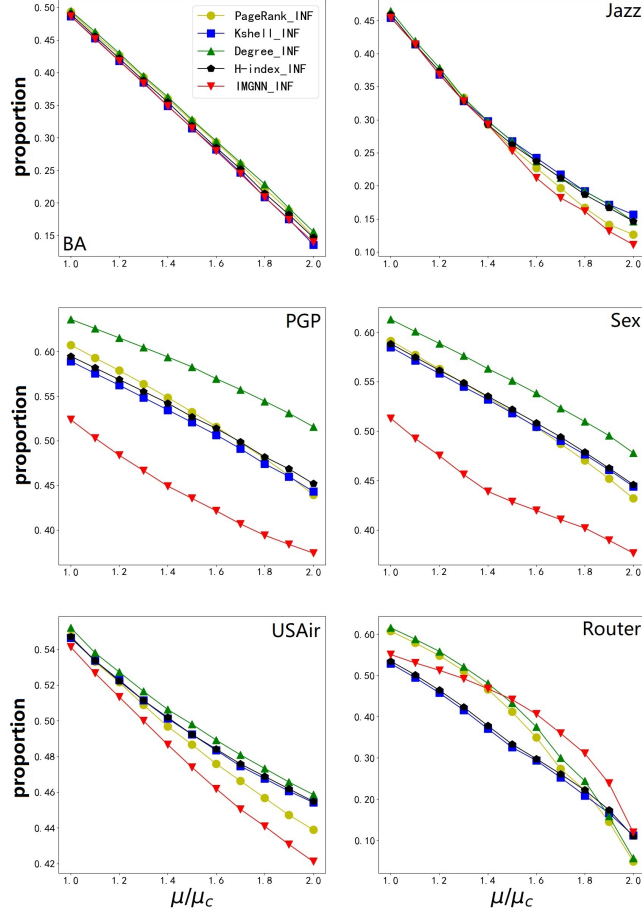 proportion
0.50
0.45
0.40
0.35
0.30
0.25
0.20
0.15
1.0 1.2 1.4 1.6 1.8 2.0
BA
PageRank_INF
Kshell_INF
Degree_INF
H-index_INF
IMGNN_INF
Jazz
0.45
0.40
0.35
0.30
0.25
0.20
0.15
0.10
1.0 1.2 1.4 1.6 1.8 2.0
proportion
PGP
0.60
0.55
0.50
0.45
0.40
1.0 1.2 1.4 1.6 1.8 2.0
Sex
0.60
0.55
0.50
0.45
0.40
1.0 1.2 1.4 1.6 1.8 2.0
proportion
USAir
0.54
0.52
0.50
0.48
0.46
0.44
0.42
1.0 1.2 1.4 1.6 1.8 2.0
μ/μc
Router
0.60
0.50
0.40
0.30
0.20
0.10
1.0 1.2 1.4 1.6 1.8 2.0
μ/μc